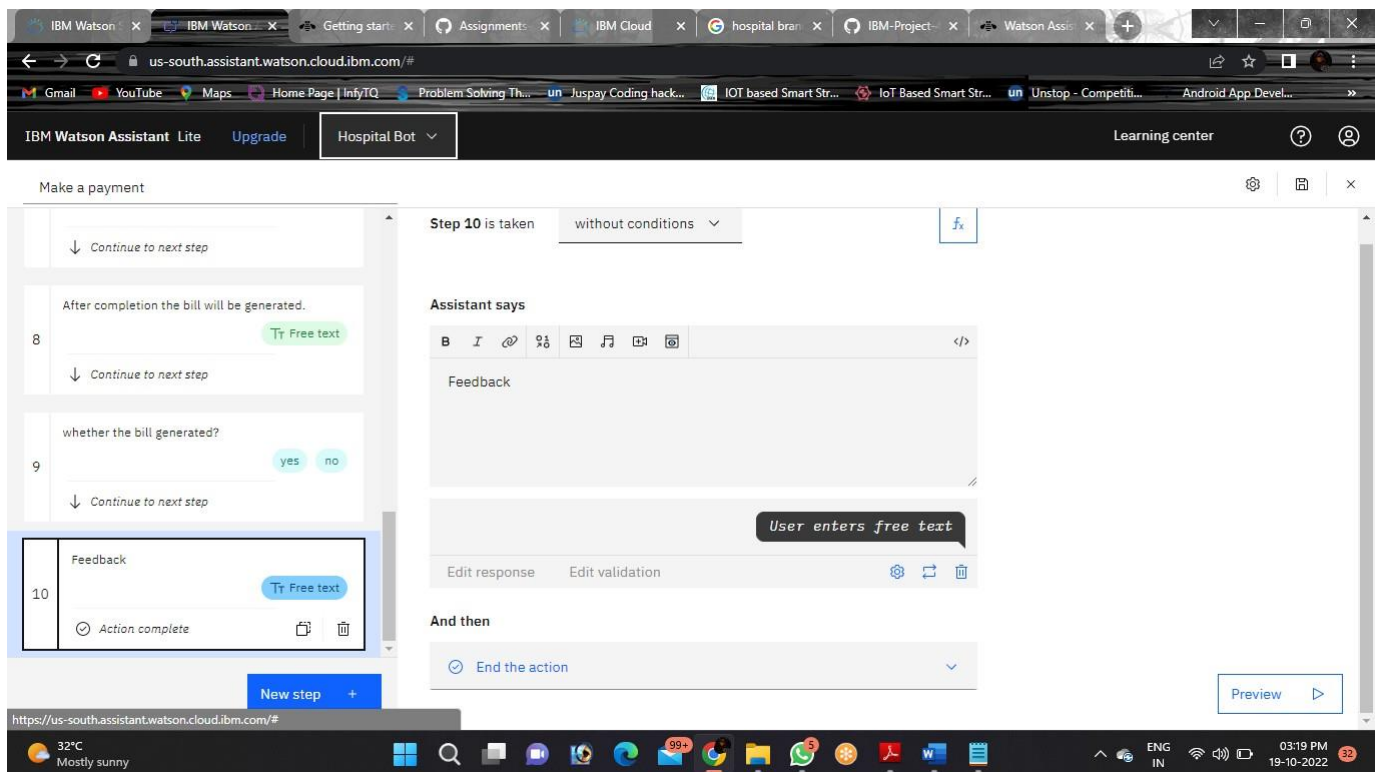 IBM Watson S
IBM Watson A
Getting starte
Assignments
IBM Cloud
hospital bran
IBM-Project-
Watson Assis
us-south.assistant.watson.cloud.ibm.com/#
Gmail
YouTube
Maps
Home Page | InfyTQ
Problem Solving Th...
un Juspay Coding hack...
IOT based Smart Str...
IoT Based Smart Str...
un Unstop - Competiti...
Android App Devel...
»
IBM Watson Assistant Lite
Upgrade
Hospital Bot
Learning center
Make a payment
Continue to next step
8
After completion the bill will be generated.
Free text
Continue to next step
9
whether the bill generated?
yes
no
Continue to next step
10
Feedback
Free text
Action complete
New step +
https://us-south.assistant.watson.cloud.ibm.com/#
Step 10 is taken
without conditions
fx
Assistant says
B I </>
Feedback
User enters free text
Edit response
Edit validation
And then
End the action
Preview
32°C
Mostly sunny
99+
5
ENG
IN
03:19 PM
19-10-2022
32